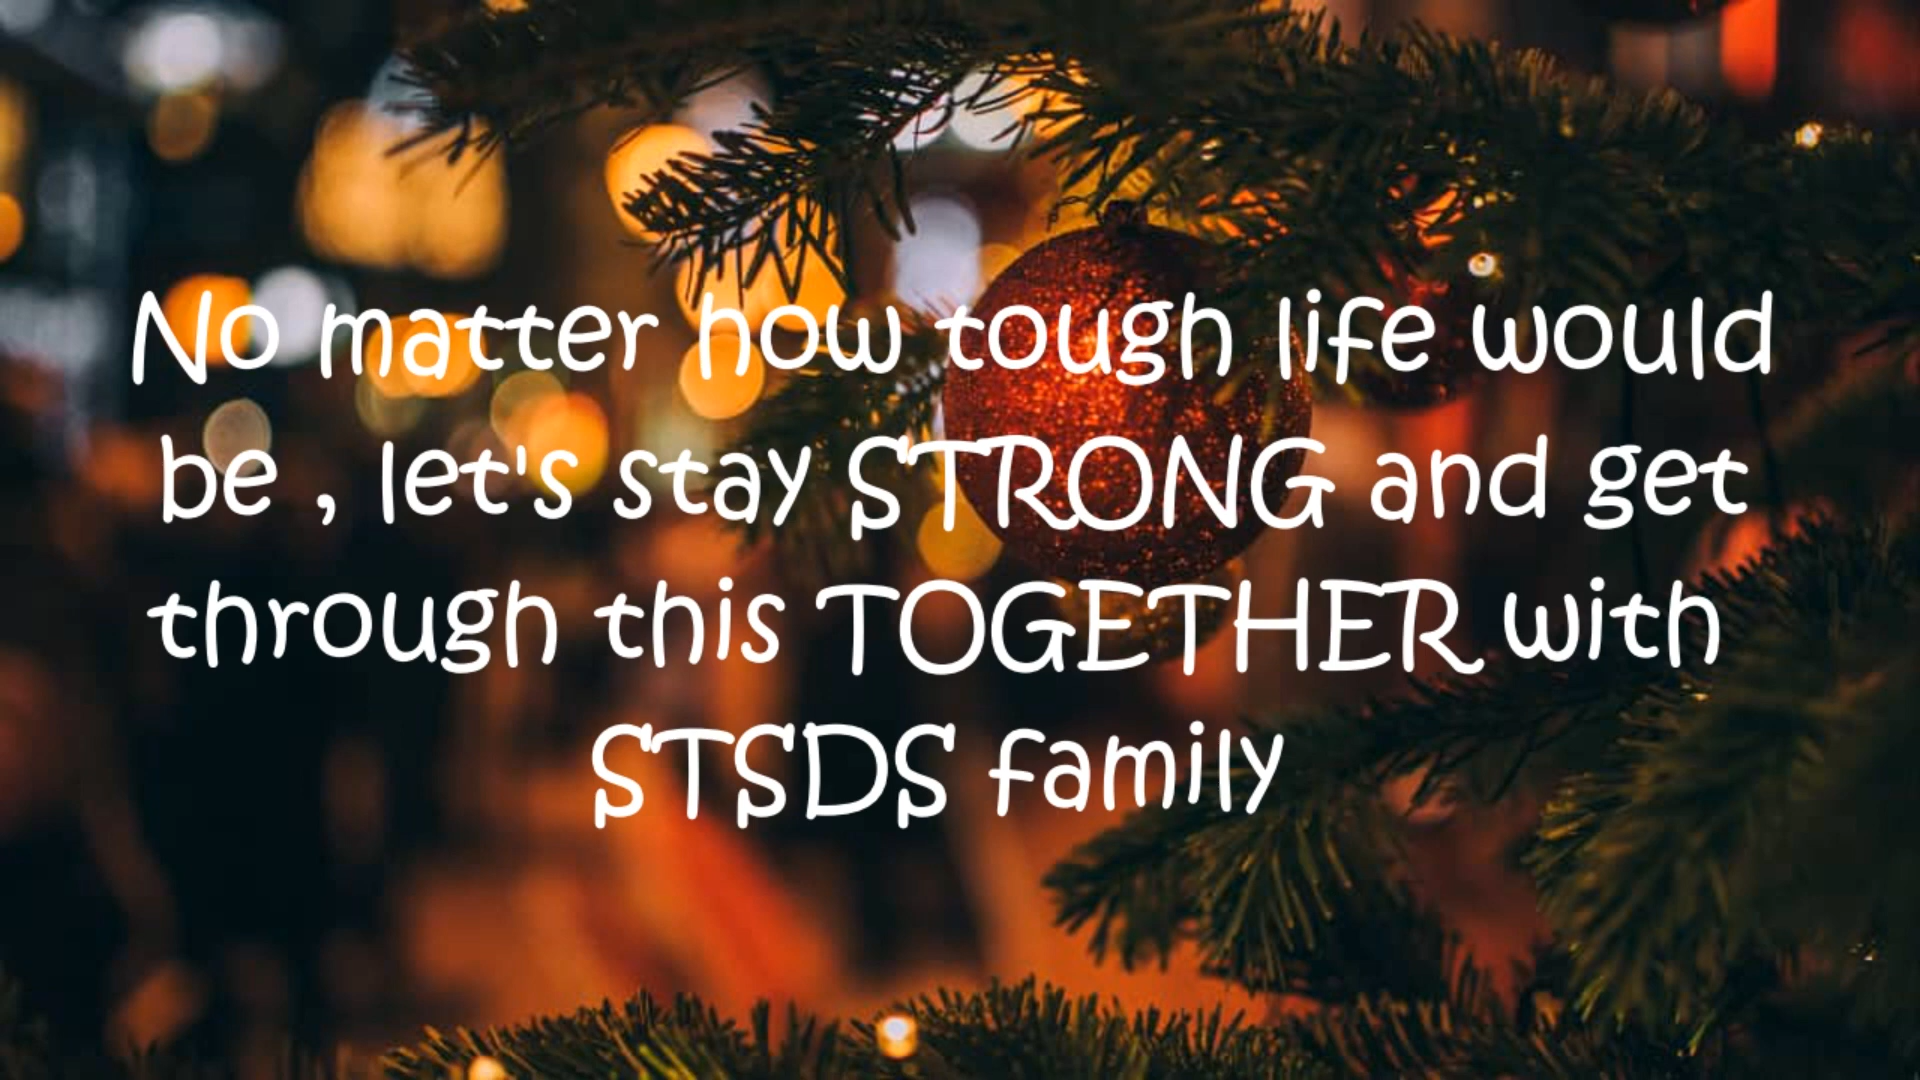 No matter how tough life would
be , let's stay STRONG and get
through this TOGETHER with
STSDS family